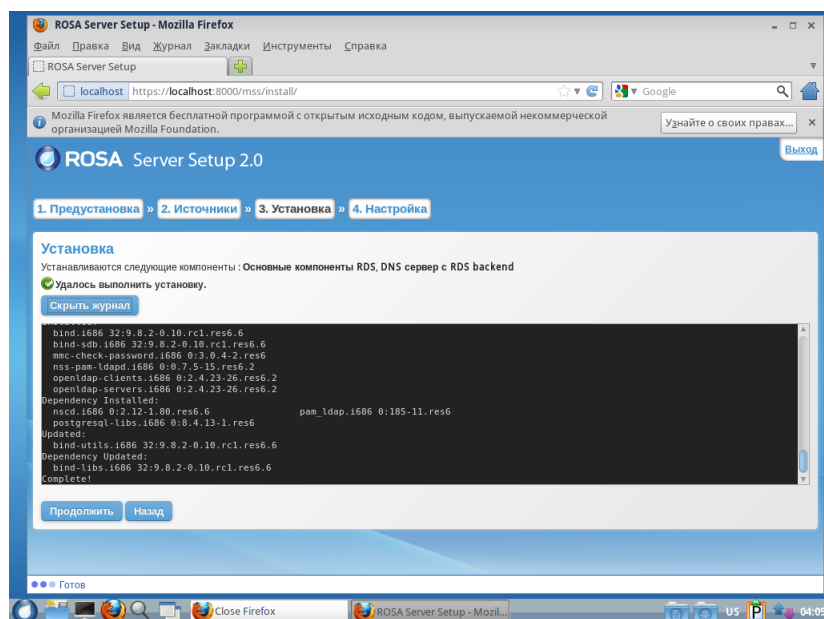 ROSA Server Setup - Mozilla Firefox
Файл Правка Вид Журнал Закладки Инструменты Справка
ROSA Server Setup
localhost https://localhost:8000/mss/install/ Google
Mozilla Firefox является бесплатной программой с открытым исходным кодом, выпускаемой некоммерческой
организацией Mozilla Foundation.
Узнайте о своих правах...
ROSA Server Setup 2.0
Выход
1. Предустановка » 2. Источники » 3. Установка » 4. Настройка
Установка
Устанавливаются следующие компоненты : Основные компоненты RDS, DNS сервер с RDS backend
Удалось выполнить установку.
Скрыть журнал
bind.i686 32:9.8.2-0.10.rc1.res6.6
bind-sdb.i686 32:9.8.2-0.10.rc1.res6.6
mmc-check-password.i686 0:3.0.4-2.res6
nss-pam-ldapd.i686 0:0.7.5-15.res6.2
openldap-clients.i686 0:2.4.23-26.res6.2
openldap-servers.i686 0:2.4.23-26.res6.2
Dependency Installed:
nscd.i686 0:2.12-1.80.res6.6 pam_ldap.i686 0:185-11.res6
postgresql-libs.i686 0:8.4.13-1.res6
Updated:
bind-utils.i686 32:9.8.2-0.10.rc1.res6.6
Dependency Updated:
bind-libs.i686 32:9.8.2-0.10.rc1.res6.6
Complete!
Продолжить Назад
Готов
Close Firefox ROSA Server Setup - Mozil... US P 04:09